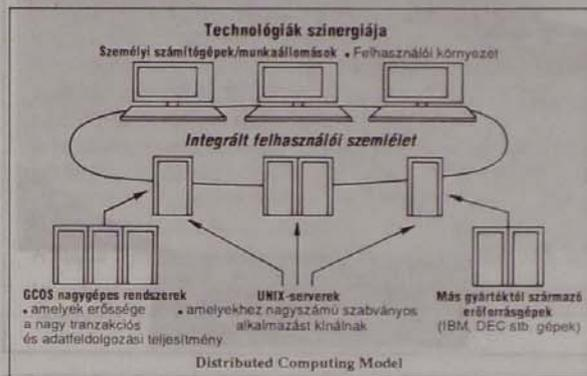 Technológiák szinergiája
Személyi számítógépek/munkaállomások • Felhasználói környezet
Integrált felhasználói szemlélet
GCOS nagygépes rendszerek
• amelyek erőssége
a nagy tranzakciós
és adatfeldolgozási teljesítmény
UNIX-serverek
• amelyekhez nagyszámú szabványos
alkalmazást kínálnak
Más gyártóktól származó
erőforrásgépek
(IBM, DEC stb. gépek)
Distributed Computing Model